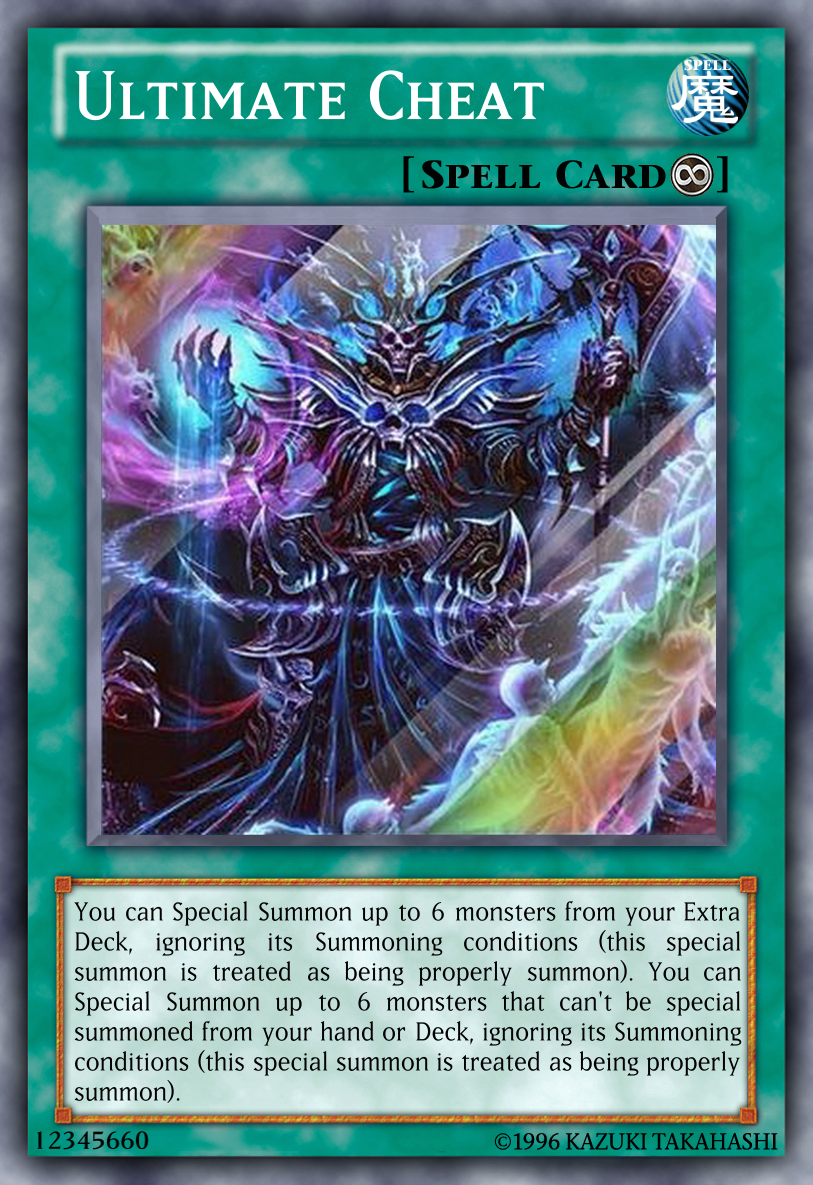 ULTIMATE CHEAT
SPELL
魔
[SPELL CARD∞]
You can Special Summon up to 6 monsters from your Extra
Deck, ignoring its Summoning conditions (this special
summon is treated as being properly summon). You can
Special Summon up to 6 monsters that can't be special
summoned from your hand or Deck, ignoring its Summoning
conditions (this special summon is treated as being properly
summon).
12345660
©1996 KAZUKI TAKAHASHI